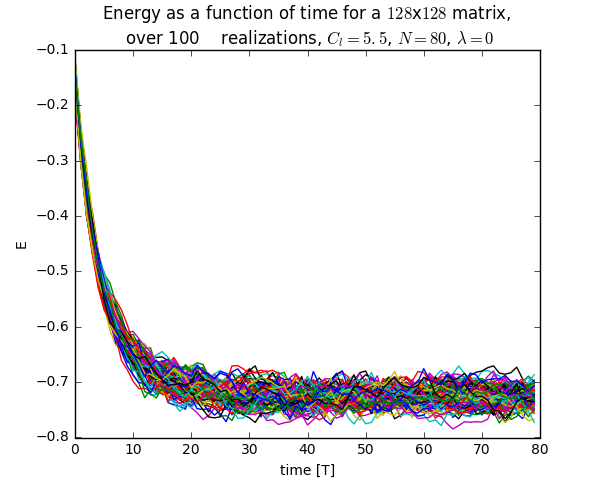 Energy as a function of time for a 128x128 matrix,
over 100 realizations, C_l = 5.5, N = 80, λ = 0
−0.1
−0.2
−0.3
−0.4
−0.5
−0.6
−0.7
−0.8
E
0 10 20 30 40 50 60 70 80
time [T]